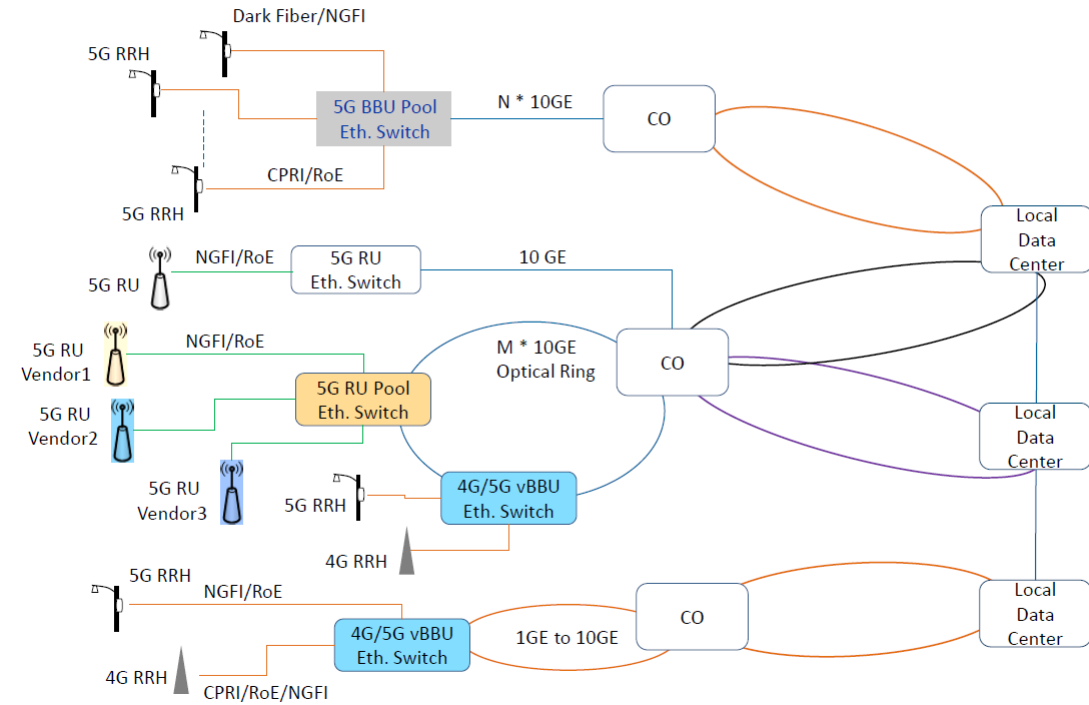 Dark Fiber/NGFI
5G RRH
5G BBU Pool
Eth. Switch
N * 10GE
CO
CPRI/RoE
5G RRH
Local
Data
Center
NGFI/RoE
5G RU
5G RU
Eth. Switch
10 GE
NGFI/RoE
5G RU
Vendor1
M * 10GE
Optical Ring
CO
5G RU Pool
Eth. Switch
5G RU
Vendor2
Local
Data
Center
5G RU
Vendor3
5G RRH
4G/5G vBBU
Eth. Switch
4G RRH
5G RRH
NGFI/RoE
4G/5G vBBU
Eth. Switch
1GE to 10GE
CO
Local
Data
Center
4G RRH
CPRI/RoE/NGFI